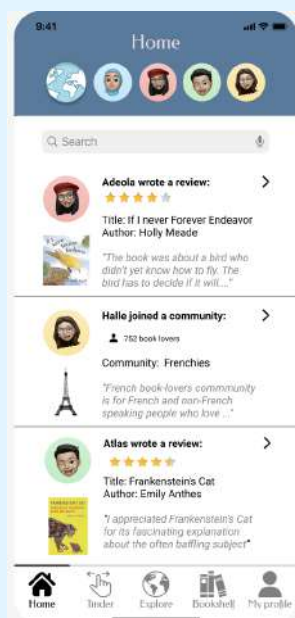 9:41
Home
Search
Adeola wrote a review:
Title: If I never Forever Endeavor
Author: Holly Meade
"The book was about a bird who
didn't yet know how to fly. The
bird has to decide if it will...."
Halle joined a community:
752 book lovers
Community: Frenchies
"French book-lovers commmunity
is for French and non-French
speaking people who love ..."
Atlas wrote a review:
Title: Frankenstein's Cat
Author: Emily Anthes
"I appreciated Frankenstein's Cat
for its fascinating explanation
about the often baffling subject"
Home
Tinder
Explore
Bookshelf
My profile